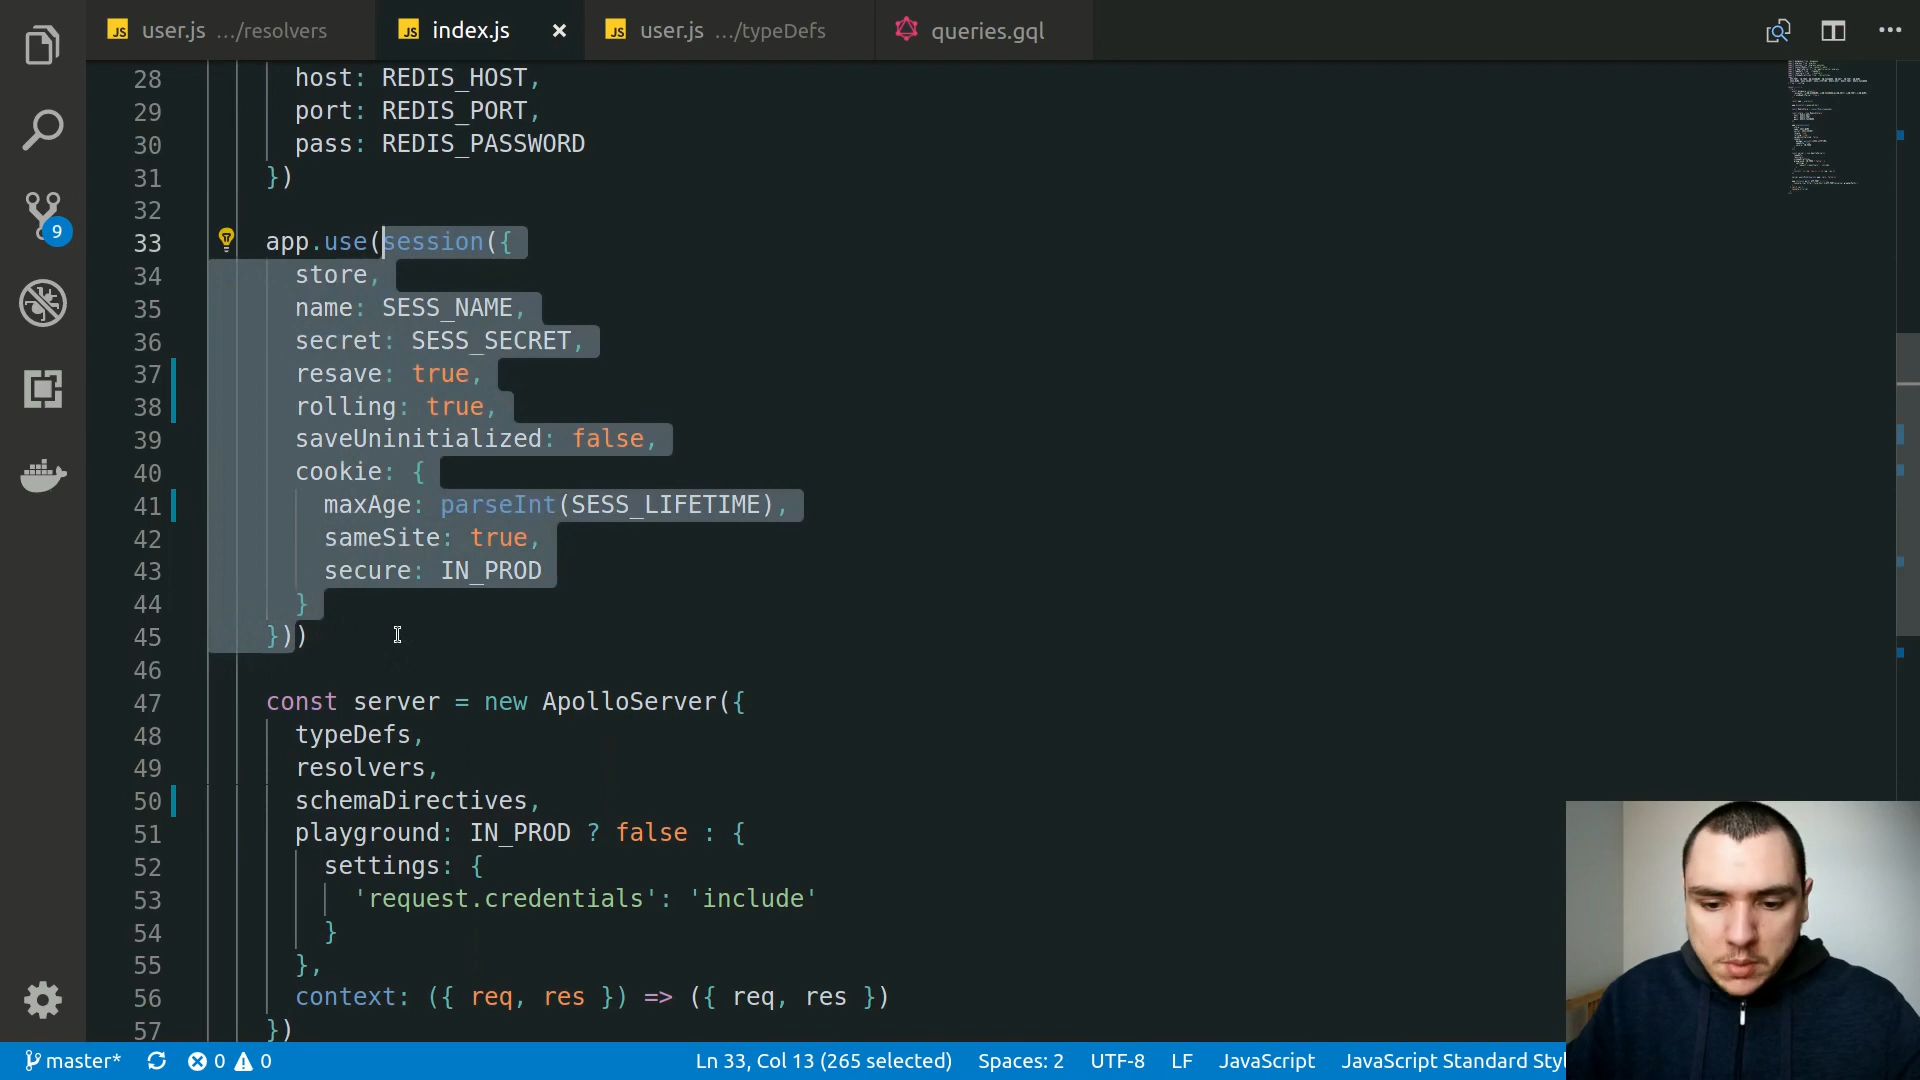 JS user.js .../resolvers JS index.js × JS user.js .../typeDefs queries.gql ...
28 host: REDIS_HOST,
29 port: REDIS_PORT,
30 pass: REDIS_PASSWORD
31 })
32
33 app.use(session({
34 store,
35 name: SESS_NAME,
36 secret: SESS_SECRET,
37 resave: true,
38 rolling: true,
39 saveUninitialized: false,
40 cookie: {
41 maxAge: parseInt(SESS_LIFETIME),
42 sameSite: true,
43 secure: IN_PROD
44 }
45 }))
46
47 const server = new ApolloServer({
48 typeDefs,
49 resolvers,
50 schemaDirectives,
51 playground: IN_PROD ? false : {
52 settings: {
53 'request.credentials': 'include'
54 }
55 },
56 context: ({ req, res }) => ({ req, res })
57 })
9
master* 0 0 Ln 33, Col 13 (265 selected) Spaces: 2 UTF-8 LF JavaScript JavaScript Standard Sty